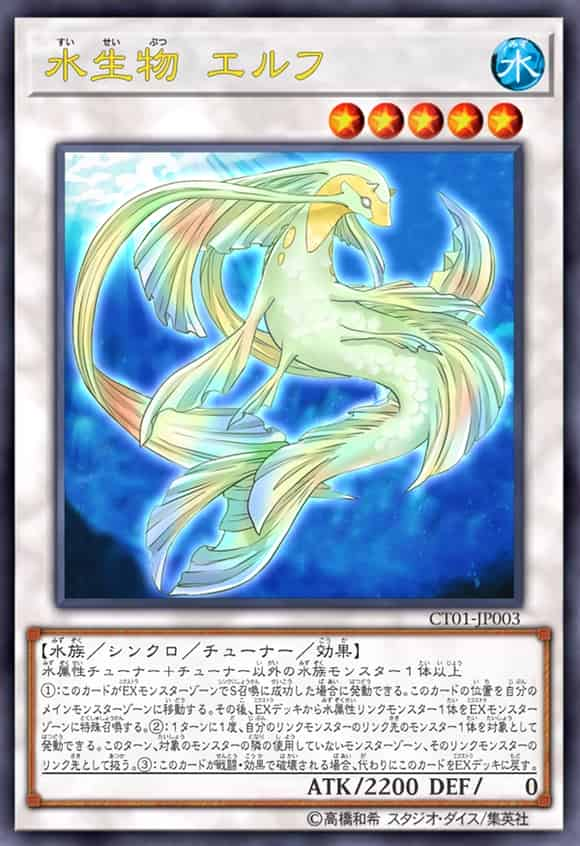 水生物 エルフ
水
CT01-JP003
【水族／シンクロ／チューナー／効果】
水属性チューナー＋チューナー以外の水族モンスター１体以上
①：このカードがEXモンスターゾーンでS召喚に成功した場合に発動できる。このカードの位置を自分の
メインモンスターゾーンに移動する。その後、EXデッキから水属性リンクモンスター1体をEXモンスター
ゾーンに特殊召喚する。②：１ターンに１度、自分のリンクモンスターのリンク先のモンスター1体を対象として
発動できる。このターン、対象のモンスターの隣の使用していないモンスターゾーン、そのリンクモンスターの
リンク先として扱う。③：このカードが戦闘・効果で破壊される場合、代わりにこのカードをEXデッキに戻す。
ATK/2200 DEF/ 0
©高橋和希 スタジオ・ダイス/集英社